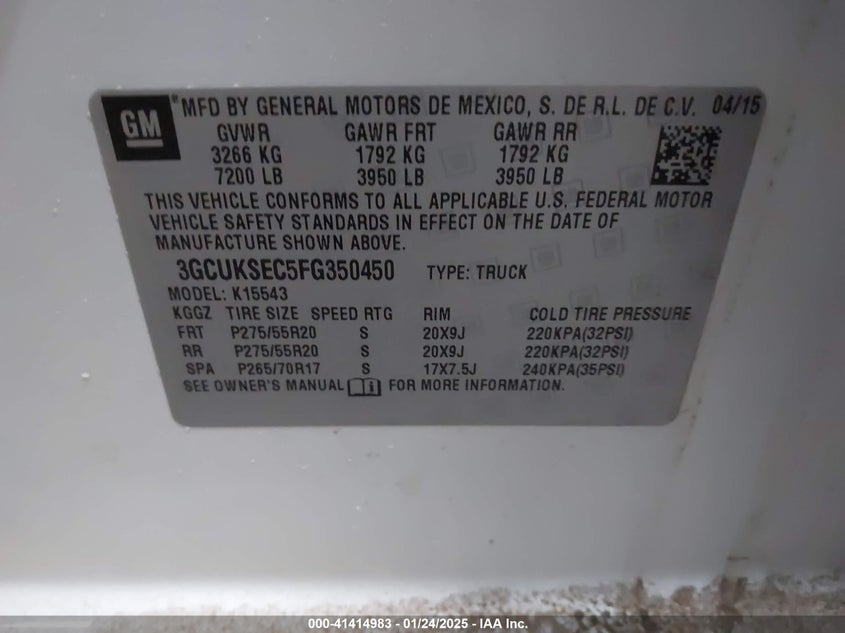 GM ® MFD BY GENERAL MOTORS DE MEXICO, S. DE R.L. DE C.V. 04/15
GVWR GAWR FRT GAWR RR
3266 KG 1792 KG 1792 KG
7200 LB 3950 LB 3950 LB
THIS VEHICLE CONFORMS TO ALL APPLICABLE U.S. FEDERAL MOTOR
VEHICLE SAFETY STANDARDS IN EFFECT ON THE DATE OF
MANUFACTURE SHOWN ABOVE.
3GCUKSEC5FG350450 TYPE: TRUCK
MODEL: K15543
KGGZ TIRE SIZE SPEED RTG RIM COLD TIRE PRESSURE
FRT P275/55R20 S 20X9J 220KPA(32PSI)
RR P275/55R20 S 20X9J 220KPA(32PSI)
SPA P265/70R17 S 17X7.5J 240KPA(35PSI)
SEE OWNER'S MANUAL FOR MORE INFORMATION.
000-41414983 - 01/24/2025 - IAA, Inc.